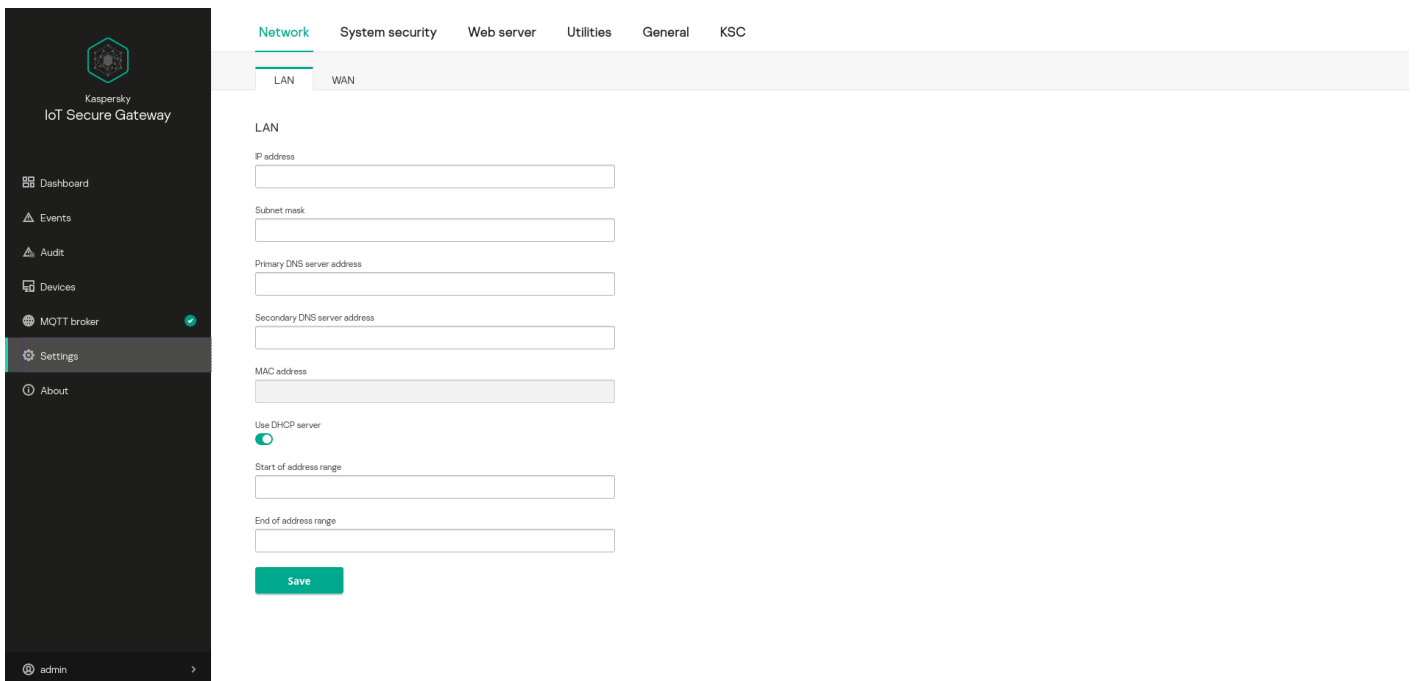 Kaspersky
IoT Secure Gateway
Dashboard
Events
Audit
Devices
MQTT broker
Settings
About
admin
Network System security Web server Utilities General KSC
LAN WAN
LAN
IP address
Subnet mask
Primary DNS server address
Secondary DNS server address
MAC address
Use DHCP server
Start of address range
End of address range
Save